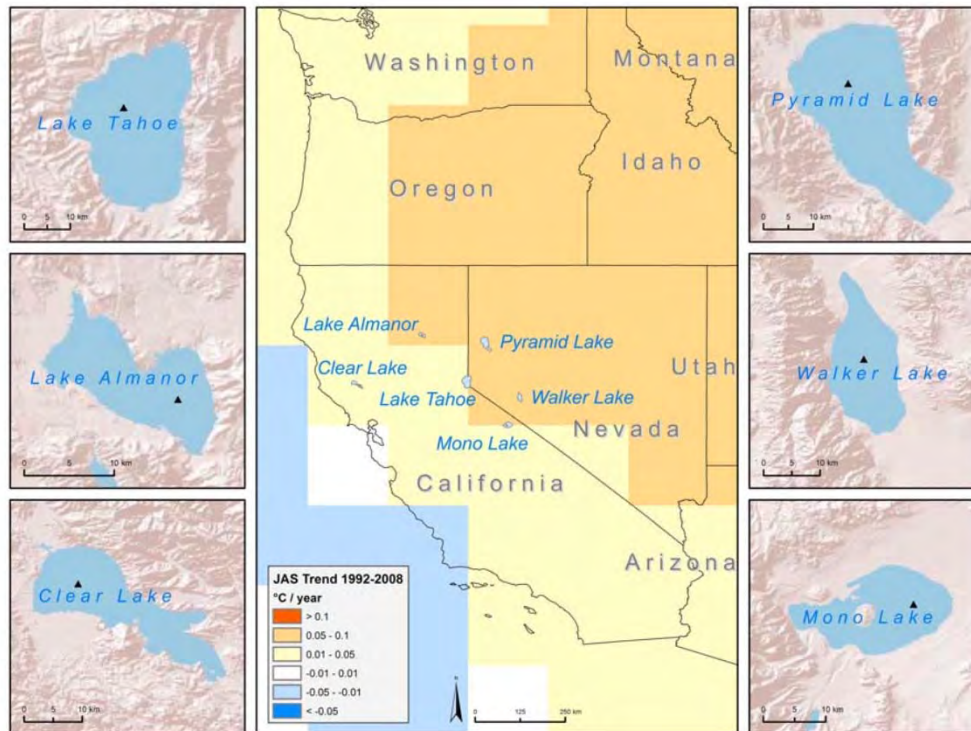 Lake Tahoe
0 5 10 km
Lake Almanor
0 5 10 km
Clear Lake
0 5 10 km
Washington
Montana
Oregon
Idaho
Lake Almanor
Pyramid Lake
Clear Lake
Utah
Lake Tahoe
Walker Lake
Mono Lake
Nevada
California
Arizona
JAS Trend 1992-2008
°C / year
> 0.1
0.05 - 0.1
0.01 - 0.05
-0.01 - 0.01
-0.05 - -0.01
< -0.05
0 125 250 km
Pyramid Lake
0 5 10 km
Walker Lake
0 5 10 km
Mono Lake
0 5 10 km